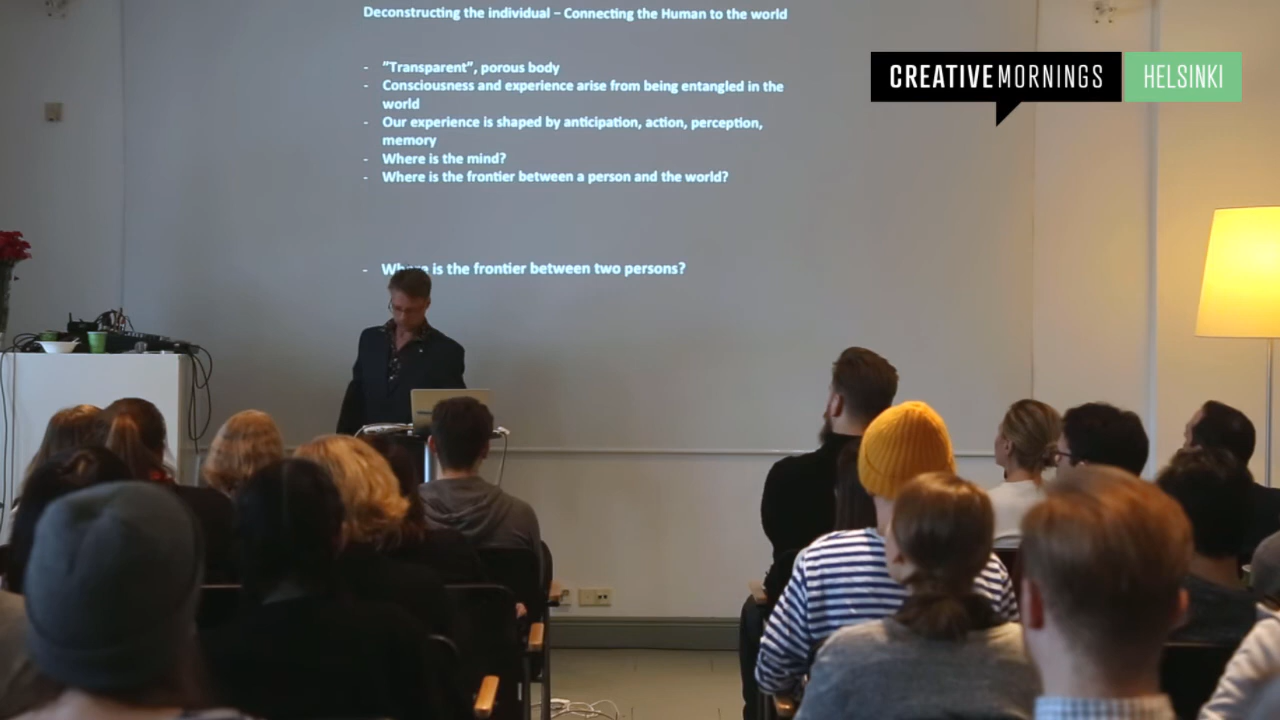 Deconstructing the individual – Connecting the Human to the world
- ”Transparent”, porous body
- Consciousness and experience arise from being entangled in the
world
- Our experience is shaped by anticipation, action, perception,
memory
- Where is the mind?
- Where is the frontier between a person and the world?
- Where is the frontier between two persons?
CREATIVEMORNINGS HELSINKI